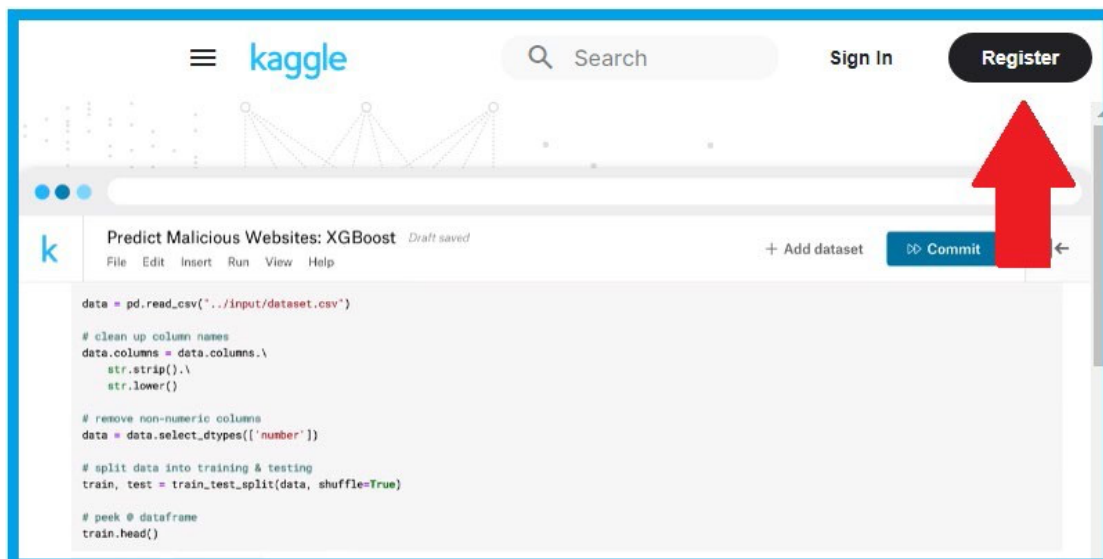 kaggle
Search
Sign In
Register
k
Predict Malicious Websites: XGBoost Draft saved
File Edit Insert Run View Help
+ Add dataset
Commit
data = pd.read_csv("../input/dataset.csv")
# clean up column names
data.columns = data.columns.\
str.strip().\
str.lower()
# remove non-numeric columns
data = data.select_dtypes(['number'])
# split data into training & testing
train, test = train_test_split(data, shuffle=True)
# peek @ dataframe
train.head()